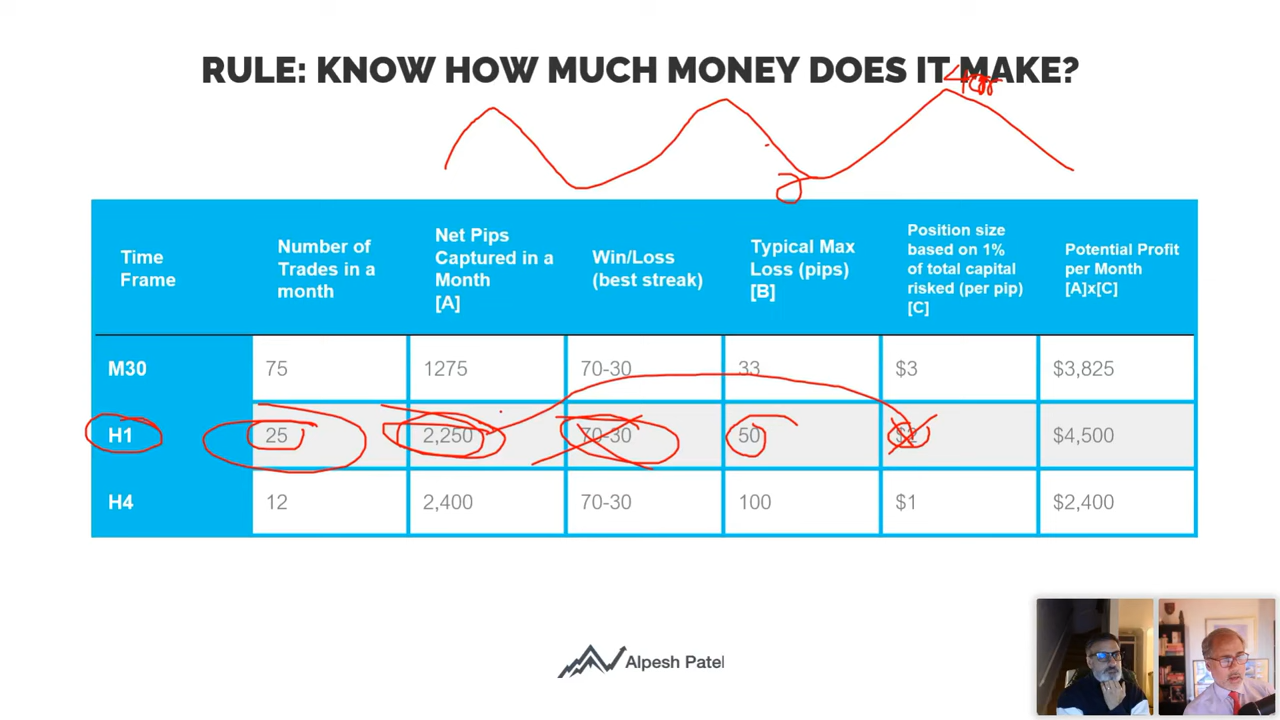 RULE: KNOW HOW MUCH MONEY DOES IT MAKE?
Time
Frame
Number of
Trades in a
month
Net Pips
Captured in a
Month
[A]
Win/Loss
(best streak)
Typical Max
Loss (pips)
[B]
Position size
based on 1%
of total capital
risked (per pip)
[C]
Potential Profit
per Month
[A]x[C]
M30
75
1275
70-30
33
$3
$3,825
H1
25
2,250
70-30
50
$2
$4,500
H4
12
2,400
70-30
100
$1
$2,400
Alpesh Patel